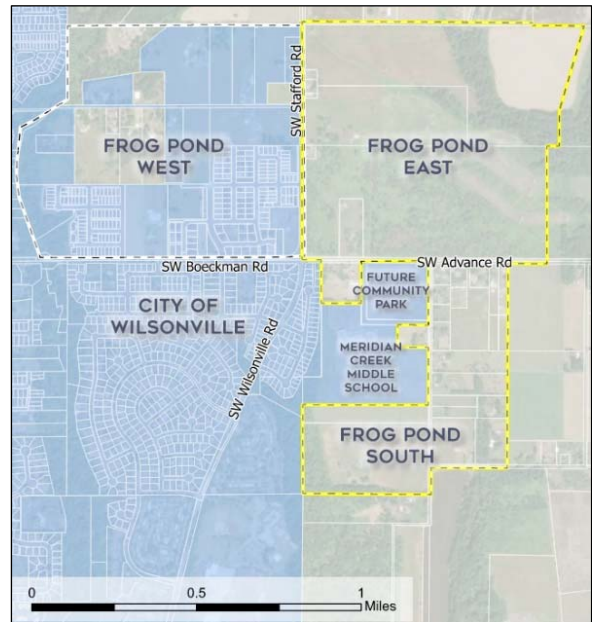 SW Stafford Rd
FROG POND
WEST
FROG POND
EAST
SW Boeckman Rd
SW Advance Rd
FUTURE
COMMUNITY
PARK
CITY OF
WILSONVILLE
SW Wilsonville Rd
MERIDIAN
CREEK
MIDDLE
SCHOOL
FROG POND
SOUTH
0 0.5 1
Miles